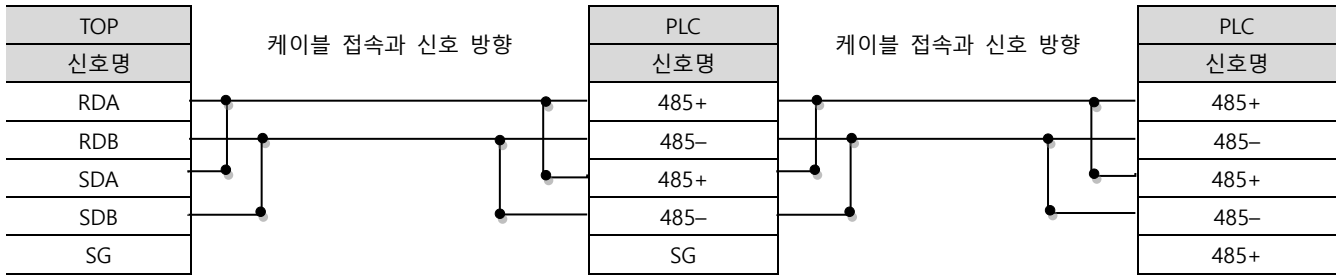 TOP 케이블 접속과 신호 방향 PLC 케이블 접속과 신호 방향 PLC
신호명 신호명 신호명
RDA 485+ 485+
RDB 485– 485–
SDA 485+ 485+
SDB 485– 485–
SG SG 485+